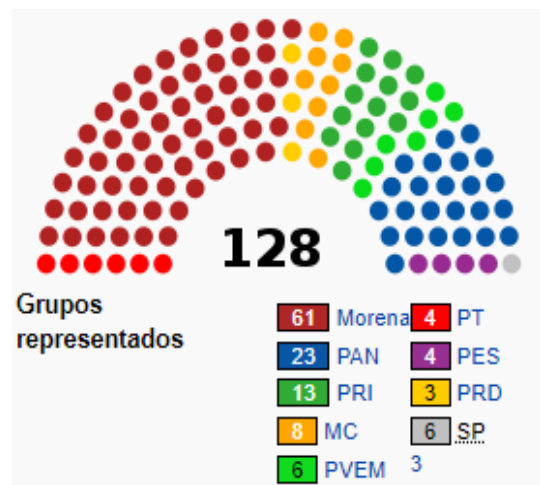 128
Grupos
representados
61 Morena 4 PT
23 PAN 4 PES
13 PRI 3 PRD
8 MC 6 SP
6 PVEM 3